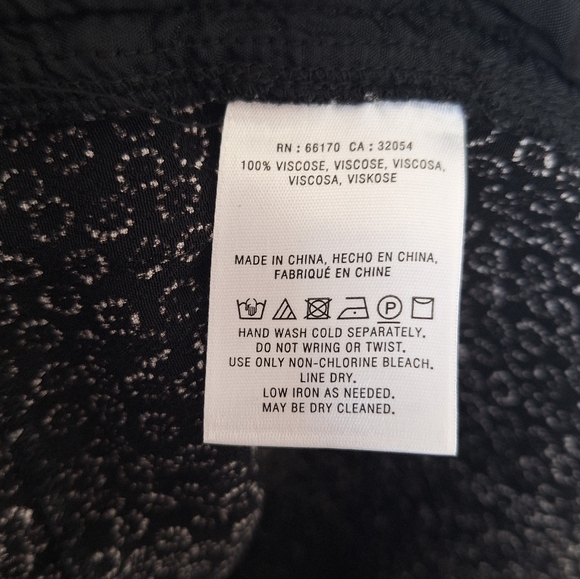 RN : 66170 CA : 32054
100% VISCOSE, VISCOSE, VISCOSA,
VISCOSA, VISKOSE
MADE IN CHINA, HECHO EN CHINA,
FABRIQUÉ EN CHINE
P
HAND WASH COLD SEPARATELY.
DO NOT WRING OR TWIST.
USE ONLY NON-CHLORINE BLEACH.
LINE DRY.
LOW IRON AS NEEDED.
MAY BE DRY CLEANED.